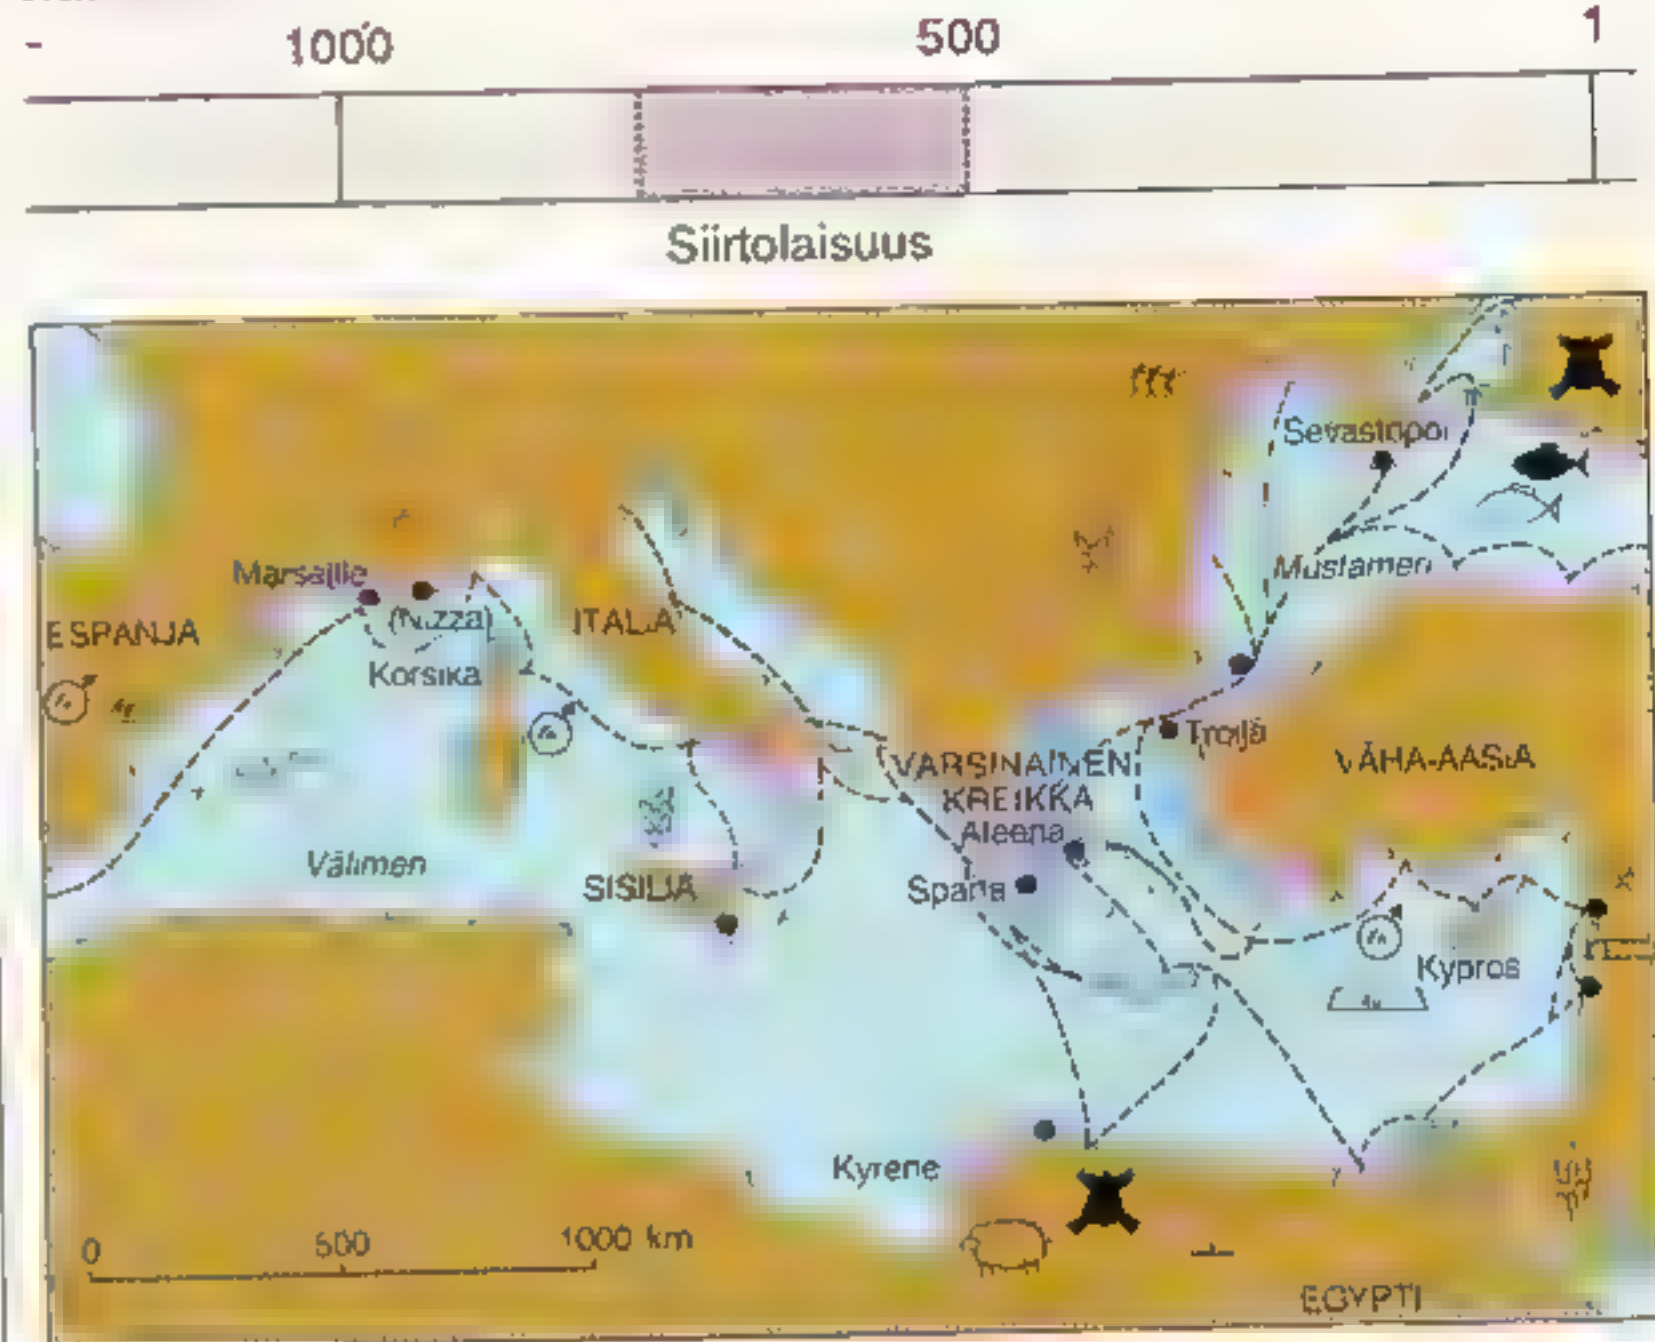 1000
500
1
Siirtolaisuus
Sevastopol
Mustameri
Marsaille
(Nizza)
ESPANJA
ITALIA
Korsika
Troija
VARSINAINEN
KREIKKA
VÄHA-AASIA
Ateena
Välimeri
SISILIA
Sparta
Kypros
Kyrene
0
500
1000 km
EGYPTI